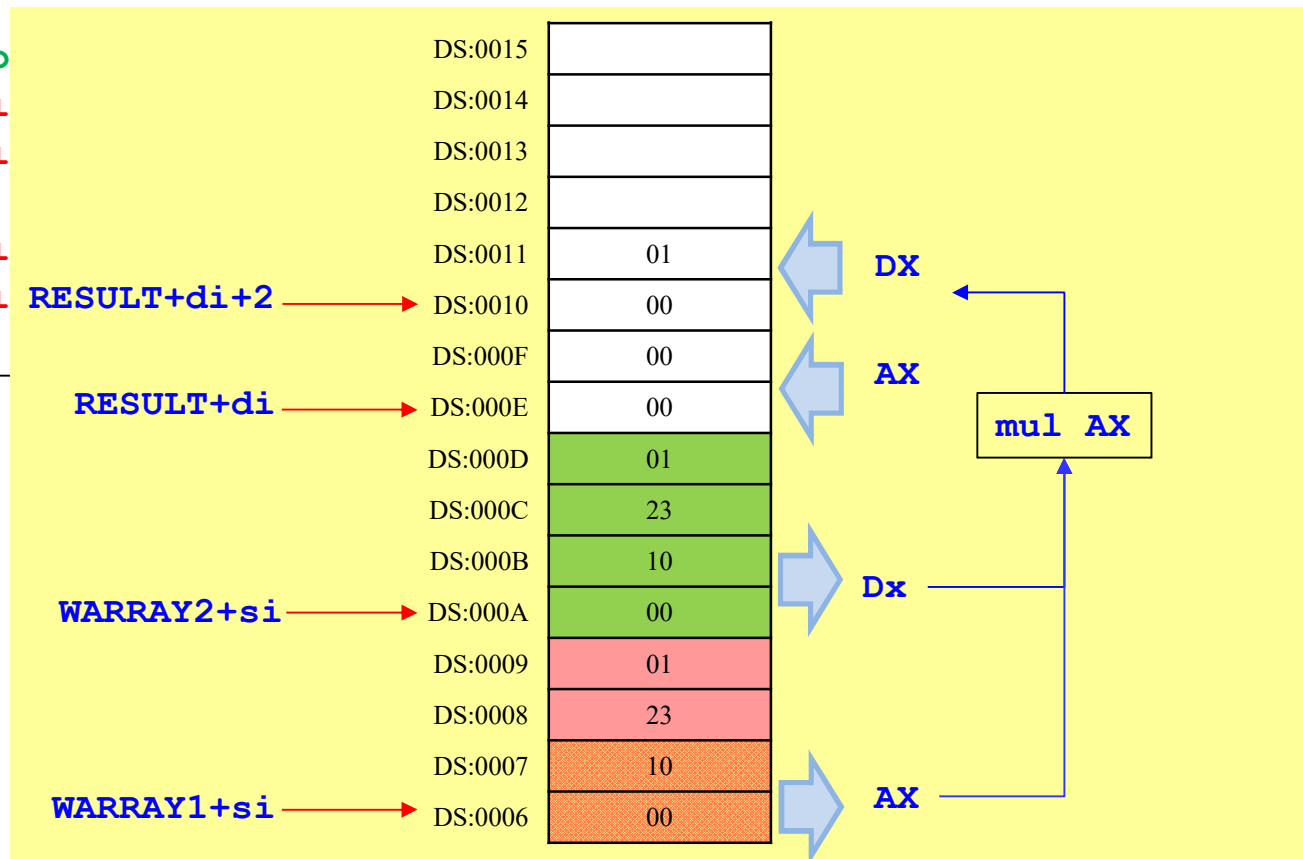 DS:0015
DS:0014
DS:0013
DS:0012
DS:0011 01
DX
RESULT+di+2 DS:0010 00
DS:000F 00
AX
RESULT+di DS:000E 00
mul AX
DS:000D 01
DS:000C 23
DS:000B 10
Dx
WARRAY2+si DS:000A 00
DS:0009 01
DS:0008 23
DS:0007 10
WARRAY1+si DS:0006 00
AX